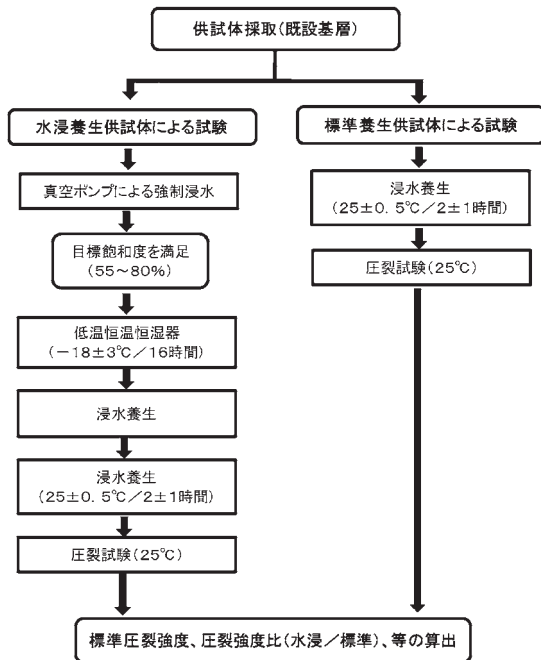 供試体採取(既設基層)
水浸養生供試体による試験
真空ポンプによる強制浸水
目標飽和度を満足
(55～80%)
低温恒温恒湿器
(－18±3℃／16時間)
浸水養生
浸水養生
(25±0.5℃／2±1時間)
圧裂試験(25℃)
標準養生供試体による試験
浸水養生
(25±0.5℃／2±1時間)
圧裂試験(25℃)
標準圧裂強度、圧裂強度比(水浸／標準)、等の算出